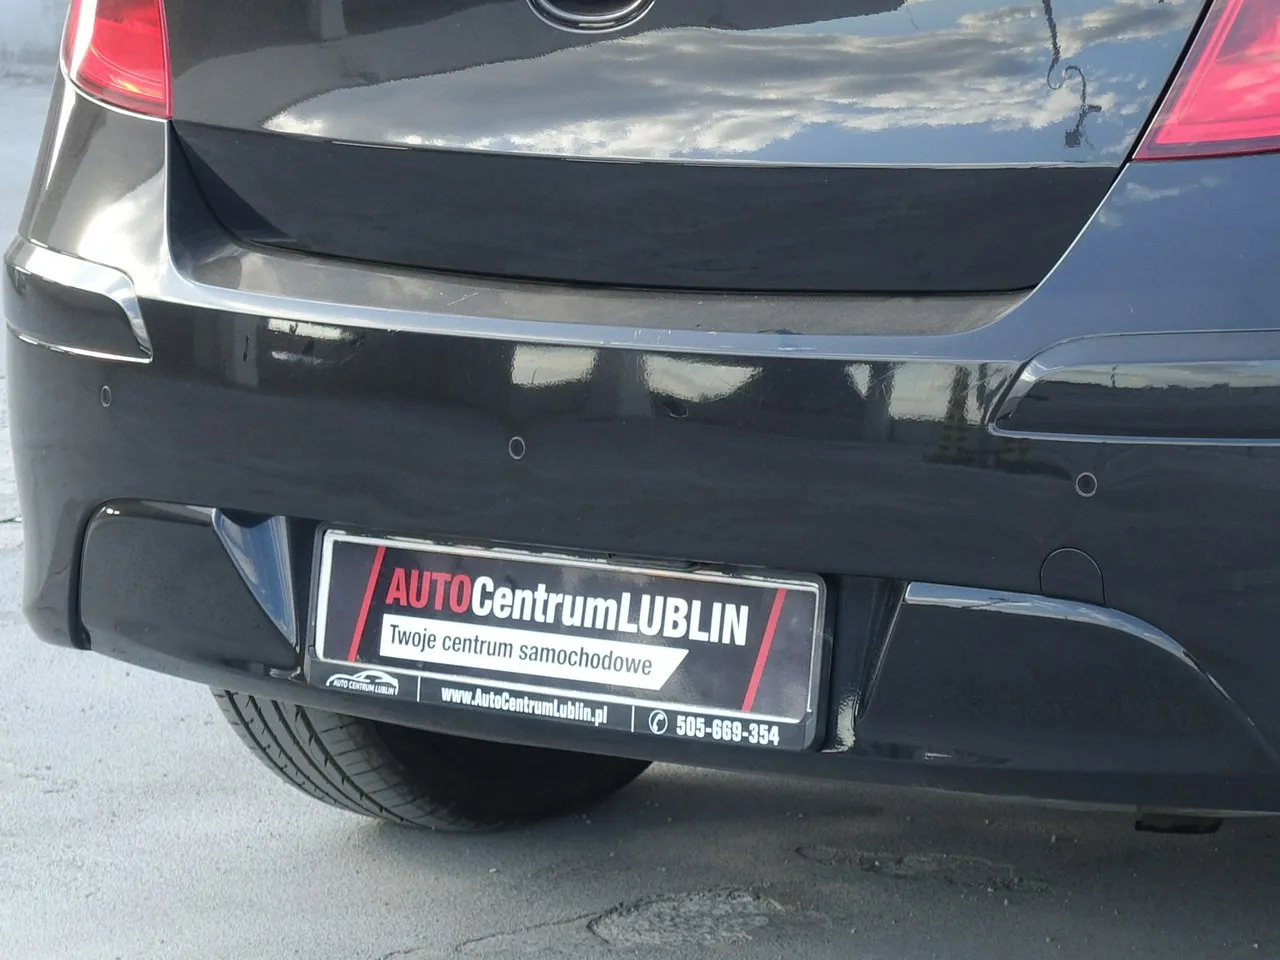 AUTOCentrumLUBLIN
Twoje centrum samochodowe
AUTO CENTRUM LUBLIN
www.AutoCentrumLublin.pl
505-669-354